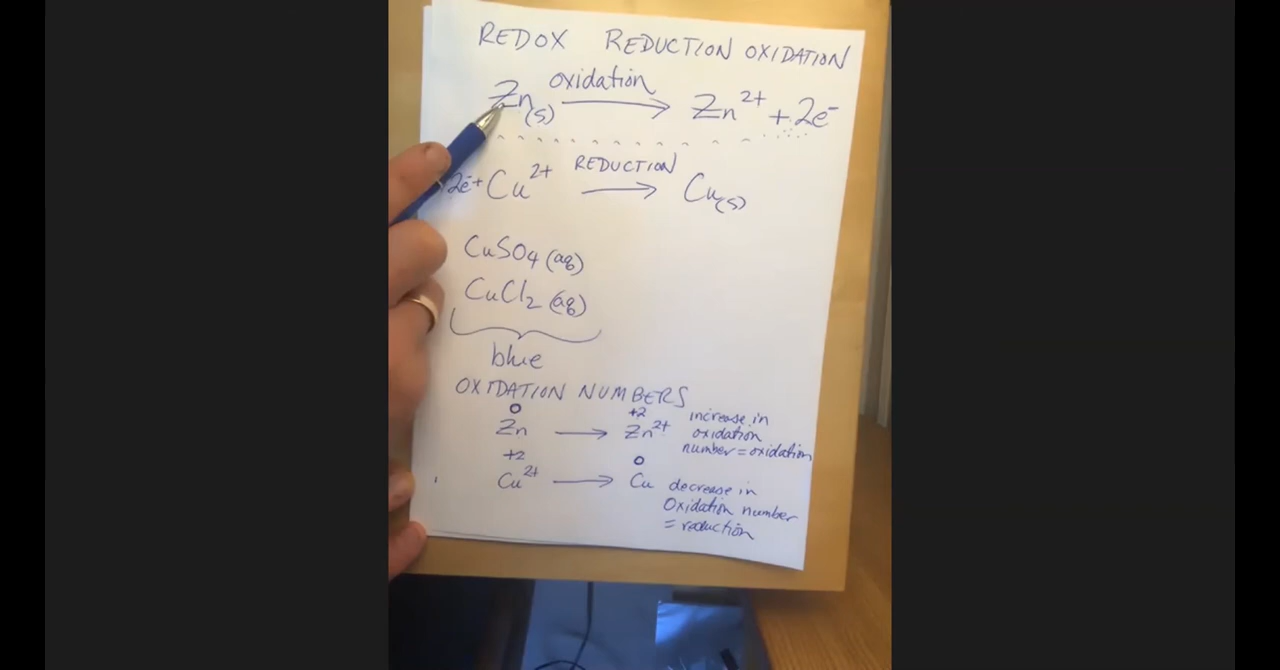 REDOX REDUCTION OXIDATION
oxidation
Zn(s) → Zn²⁺ + 2e⁻
REDUCTION
2e⁻ + Cu²⁺ → Cu(s)
CuSO₄ (aq)
CuCl₂ (aq)
blue
OXIDATION NUMBERS
0 +2
Zn → Zn²⁺
increase in
oxidation
number = oxidation
+2 0
Cu²⁺ → Cu
decrease in
Oxidation number
= reduction